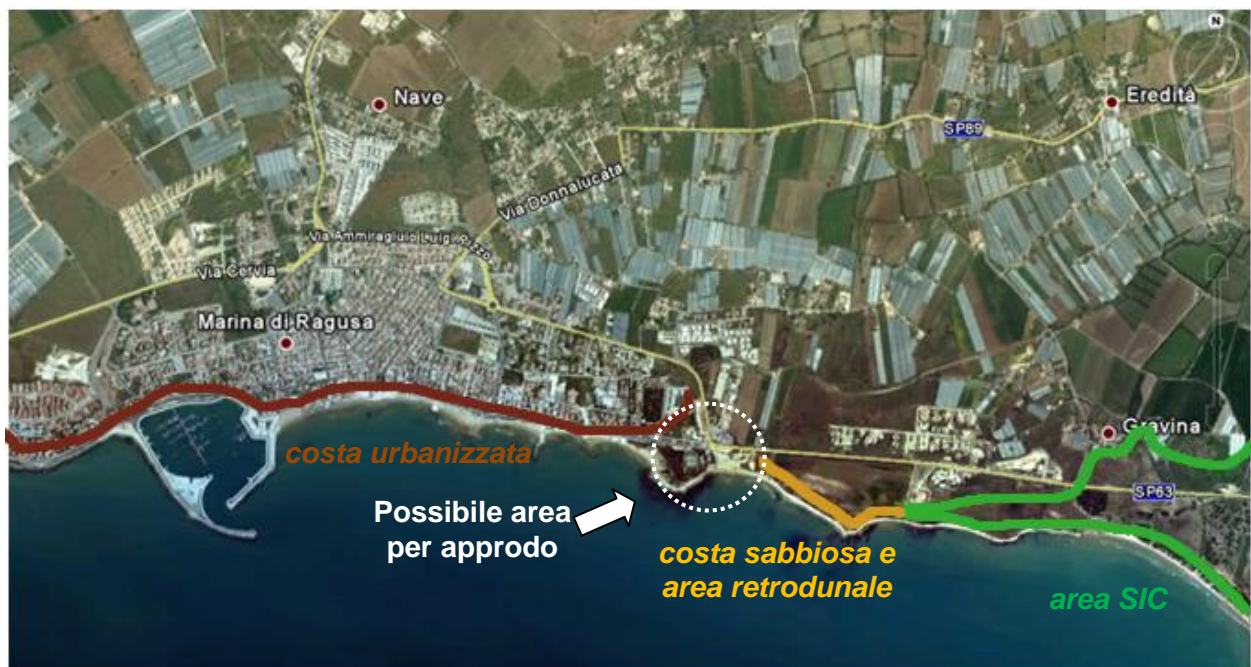 N
Nave
Eredità
SP89
Via Donnalucata
Via Ammiragluio Luigi Rizzo
Via Cervia
Marina di Ragusa
Gravina
costa urbanizzata
SP63
Possibile area
per approdo
costa sabbiosa e
area retrodunale
area SIC